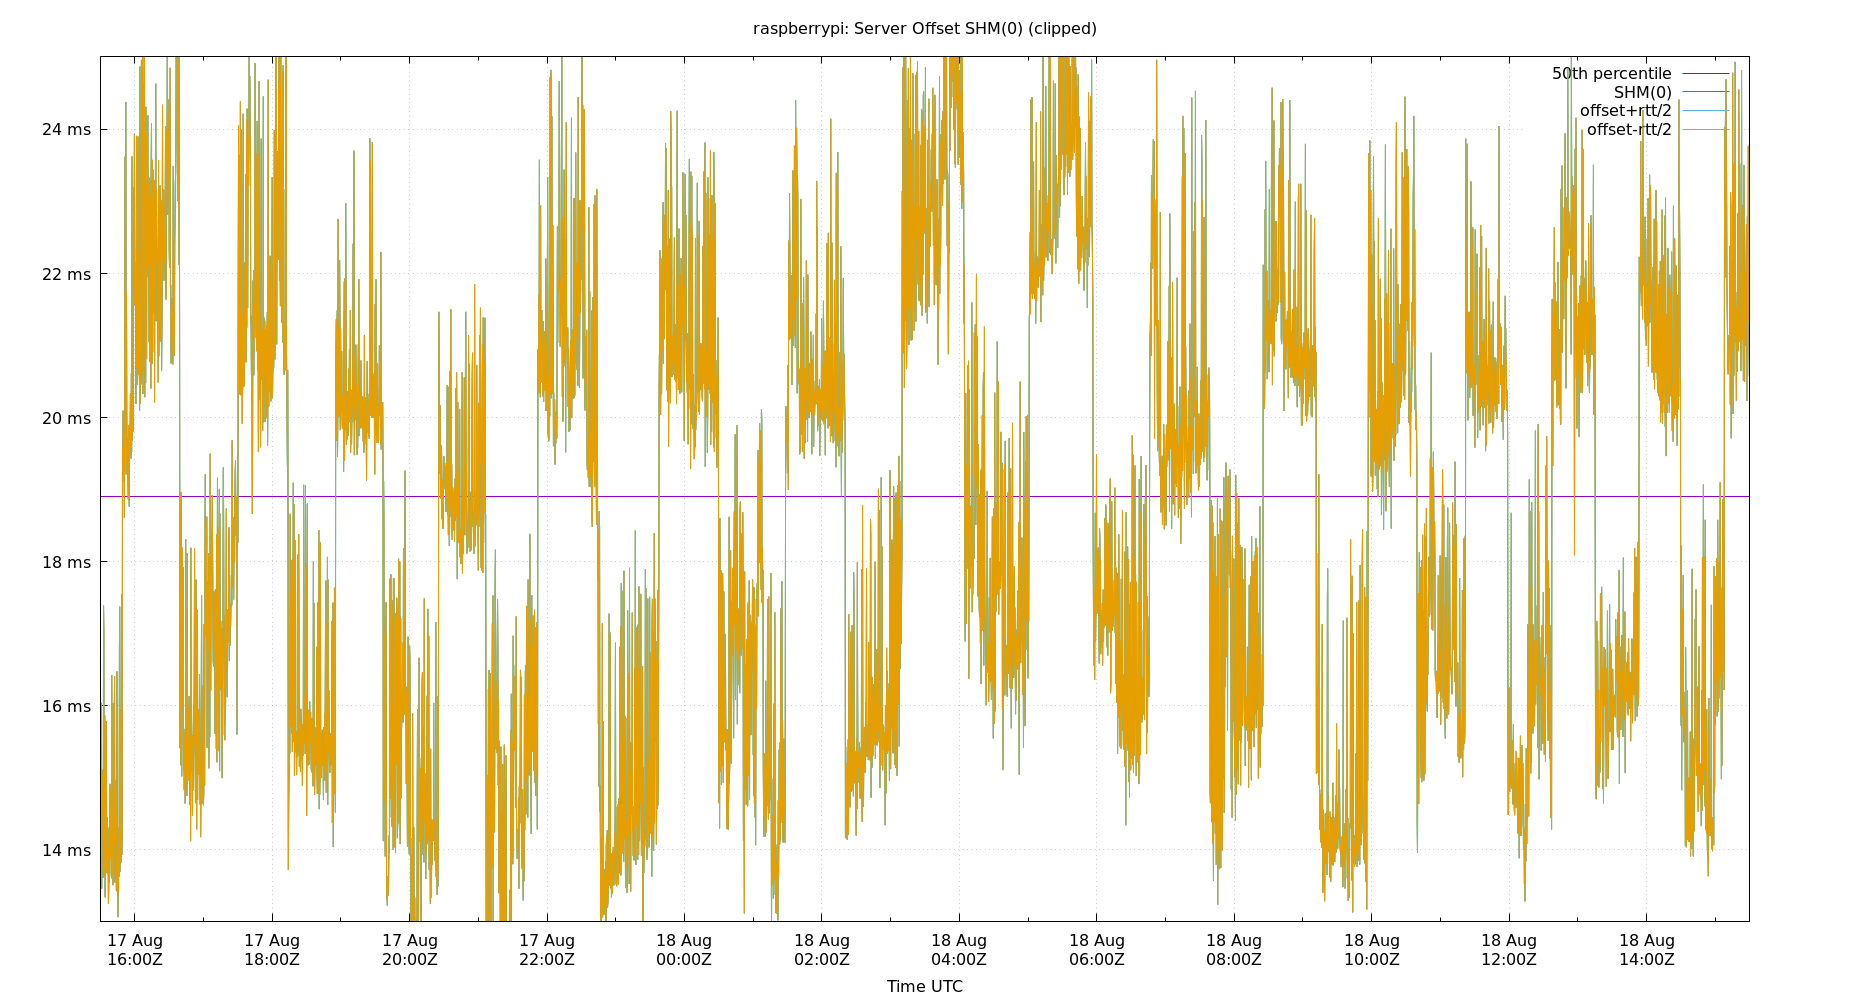 raspberrypi: Server Offset SHM(0) (clipped)
50th percentile
SHM(0)
offset+rtt/2
offset-rtt/2
24 ms
22 ms
20 ms
18 ms
16 ms
14 ms
17 Aug 17 Aug 17 Aug 17 Aug 18 Aug 18 Aug 18 Aug 18 Aug 18 Aug 18 Aug 18 Aug 18 Aug
16:00Z 18:00Z 20:00Z 22:00Z 00:00Z 02:00Z 04:00Z 06:00Z 08:00Z 10:00Z 12:00Z 14:00Z
Time UTC